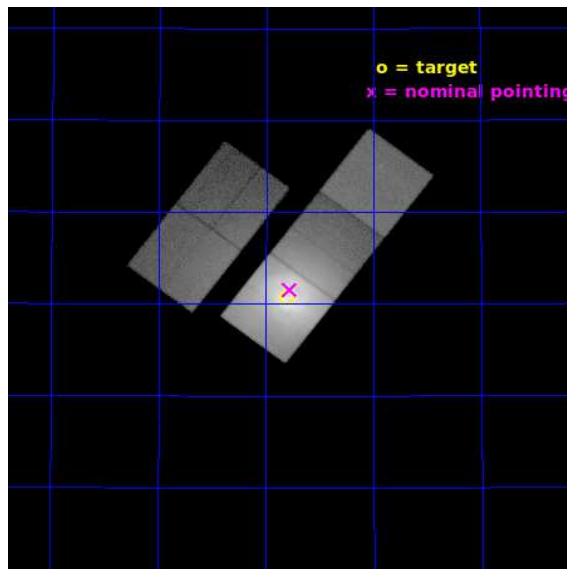 o = target
x = nominal pointing